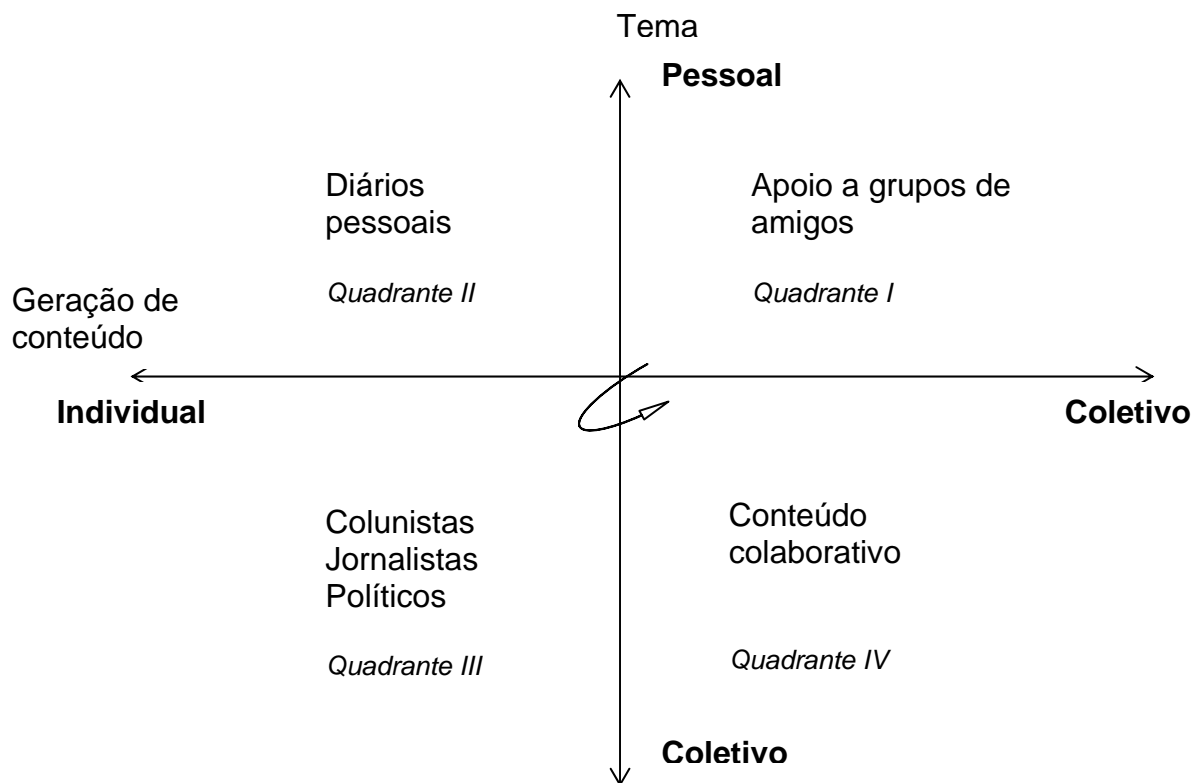 Tema
Pessoal
Diários
pessoais
Quadrante II
Apoio a grupos de
amigos
Quadrante I
Geração de
conteúdo
Individual
Coletivo
Colunistas
Jornalistas
Políticos
Quadrante III
Conteúdo
colaborativo
Quadrante IV
Coletivo